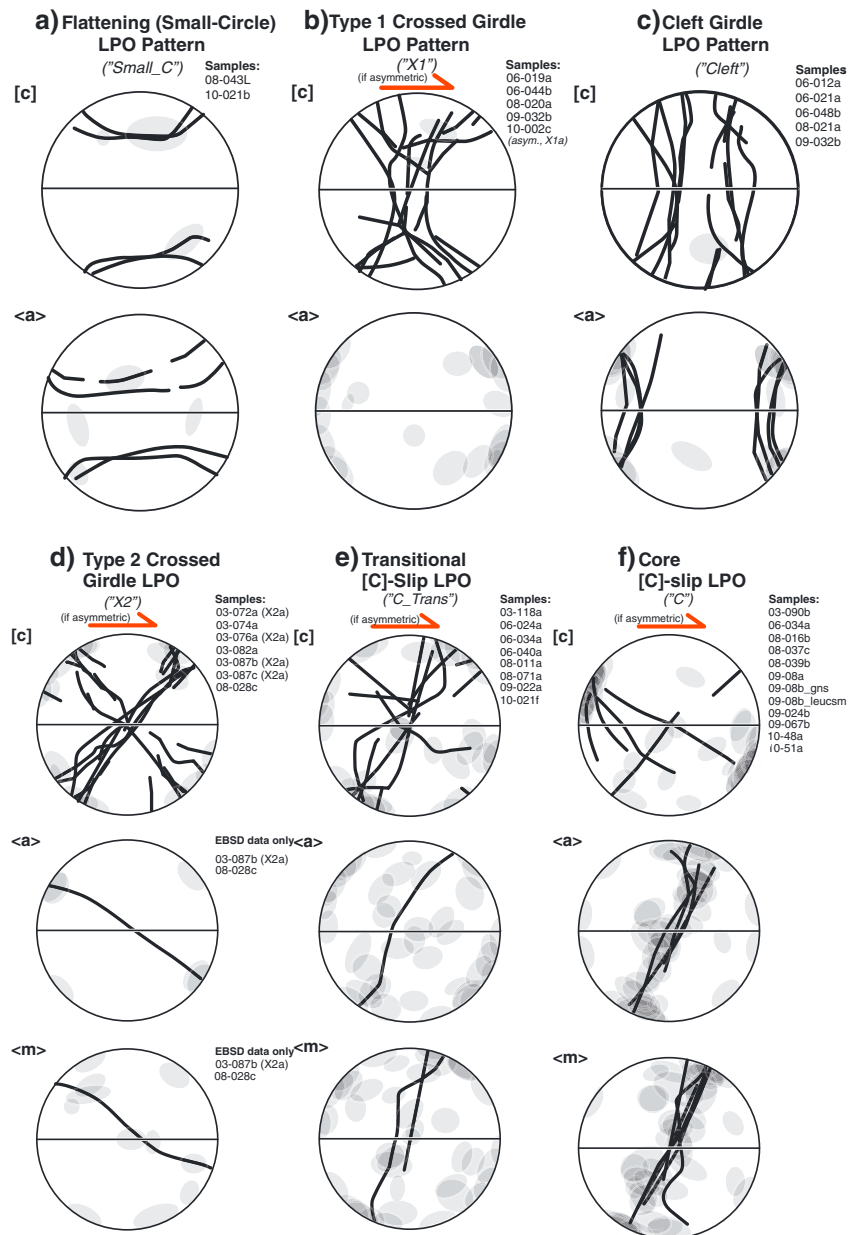 a) Flattening (Small-Circle)
LPO Pattern
("Small_C")
Samples:
08-043L
10-021b
[c]
<a>
b) Type 1 Crossed Girdle
LPO Pattern
("X1")
(if asymmetric)
Samples:
06-019a
06-044b
08-020a
09-032b
10-002c
(asym., X1a)
[c]
<a>
c) Cleft Girdle
LPO Pattern
("Cleft")
Samples
06-012a
06-021a
06-048b
08-021a
09-032b
[c]
<a>
d) Type 2 Crossed
Girdle LPO
("X2")
(if asymmetric)
Samples:
03-072a (X2a)
03-074a
03-076a (X2a)
03-082a
03-087b (X2a)
03-087c (X2a)
08-028c
[c]
<a>
EBSD data only
03-087b (X2a)
08-028c
<m>
EBSD data only
03-087b (X2a)
08-028c
e) Transitional
[C]-Slip LPO
("C_Trans")
(if asymmetric)
Samples:
03-118a
06-024a
06-034a
06-040a
08-011a
08-071a
09-022a
10-021f
[c]
<a>
<m>
f) Core
[C]-slip LPO
("C")
(if asymmetric)
Samples:
03-090b
06-034a
08-016b
08-037c
08-039b
09-08a
09-08b_gns
09-08b_leucsm
09-024b
09-067b
10-48a
10-51a
[c]
<a>
<m>